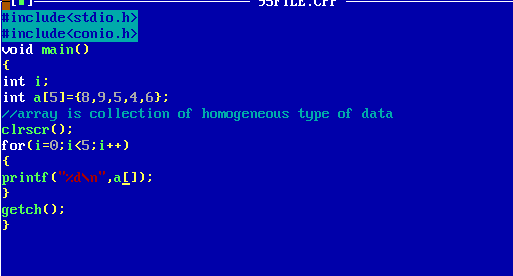 95FILE.CPP
#include<stdio.h>
#include<conio.h>
void main()
{
int i;
int a[5]={8,9,5,4,6};
//array is collection of homogeneous type of data
clrscr();
for(i=0;i<5;i++)
{
printf("%d\n",a[]);
}
getch();
}